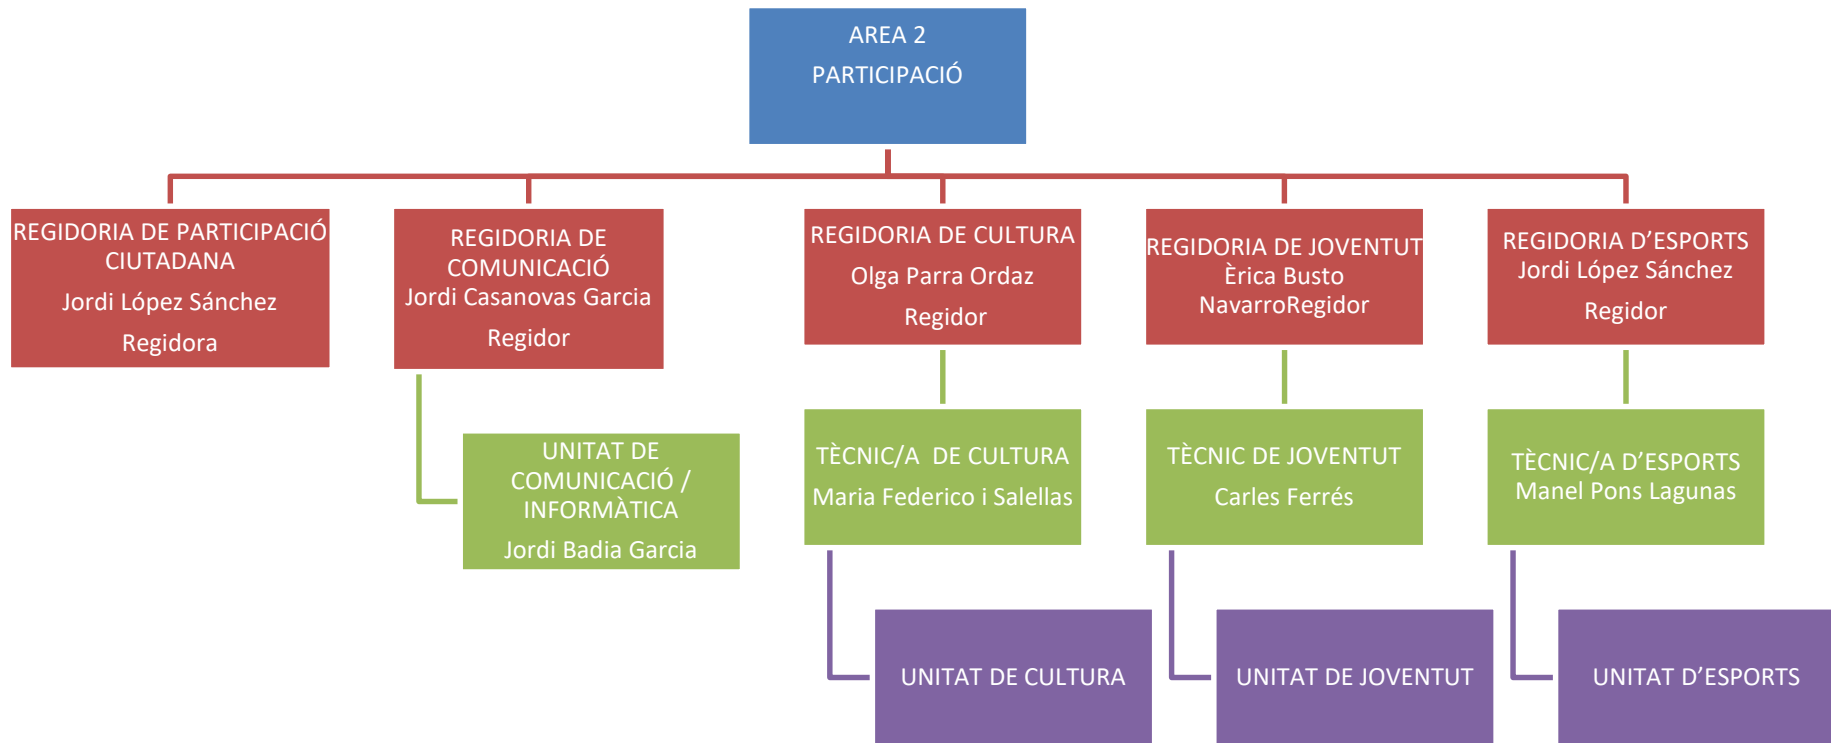 AREA 2
PARTICIPACIÓ
REGIDORIA DE PARTICIPACIÓ
CIUTADANA
Jordi López Sánchez
Regidora
REGIDORIA DE
COMUNICACIÓ
Jordi Casanovas Garcia
Regidor
REGIDORIA DE CULTURA
Olga Parra Ordaz
Regidor
REGIDORIA DE JOVENTUT
Èrica Busto
NavarroRegidor
REGIDORIA D’ESPORTS
Jordi López Sánchez
Regidor
UNITAT DE
COMUNICACIÓ /
INFORMÀTICA
Jordi Badia Garcia
TÈCNIC/A  DE CULTURA
Maria Federico i Salellas
TÈCNIC DE JOVENTUT
Carles Ferrés
TÈCNIC/A D’ESPORTS
Manel Pons Lagunas
UNITAT DE CULTURA
UNITAT DE JOVENTUT
UNITAT D’ESPORTS